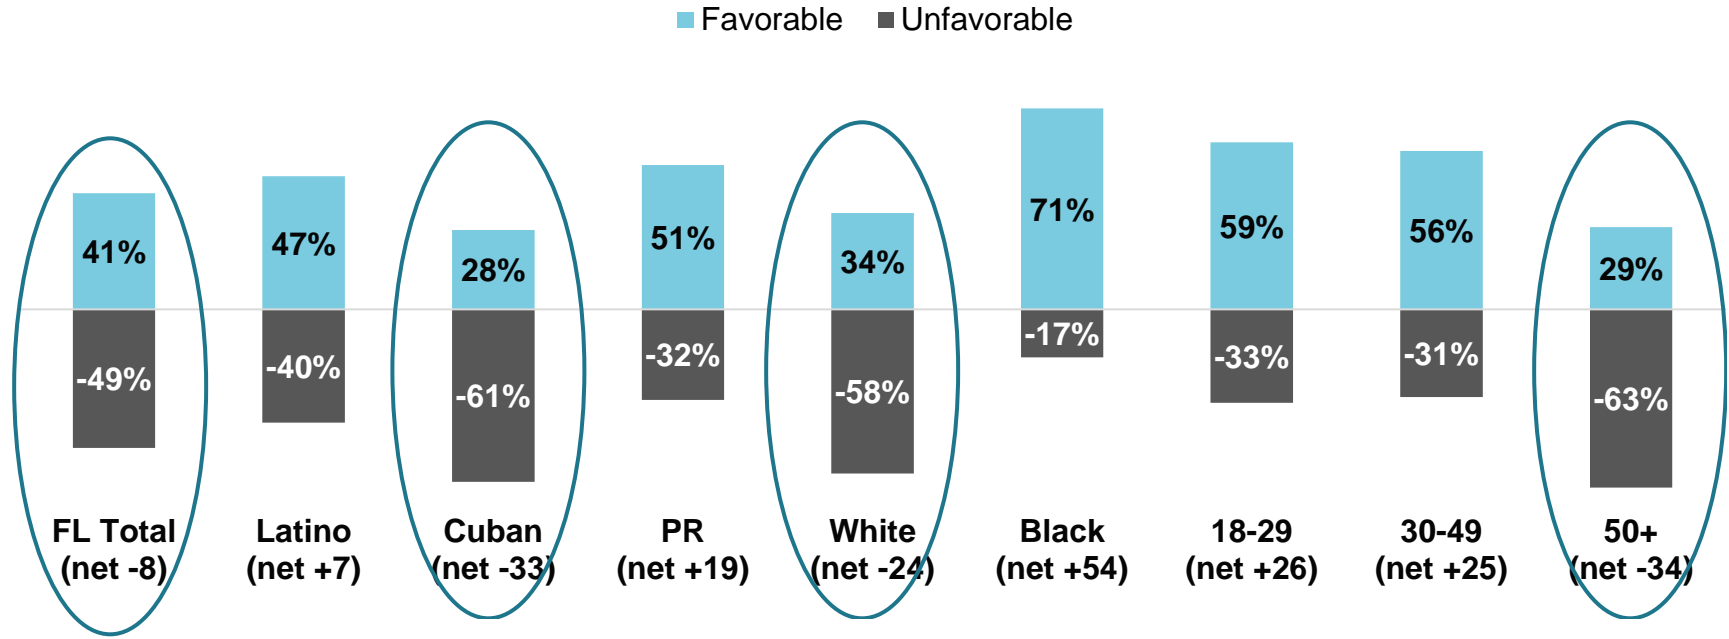 Favorable Unfavorable
41% 47% 28% 51% 34% 71% 59% 56% 29%
-49% -40% -61% -32% -58% -17% -33% -31% -63%
FL Total Latino Cuban PR White Black 18-29 30-49 50+
(net -8) (net +7) (net -33) (net +19) (net -24) (net +54) (net +26) (net +25) (net -34)